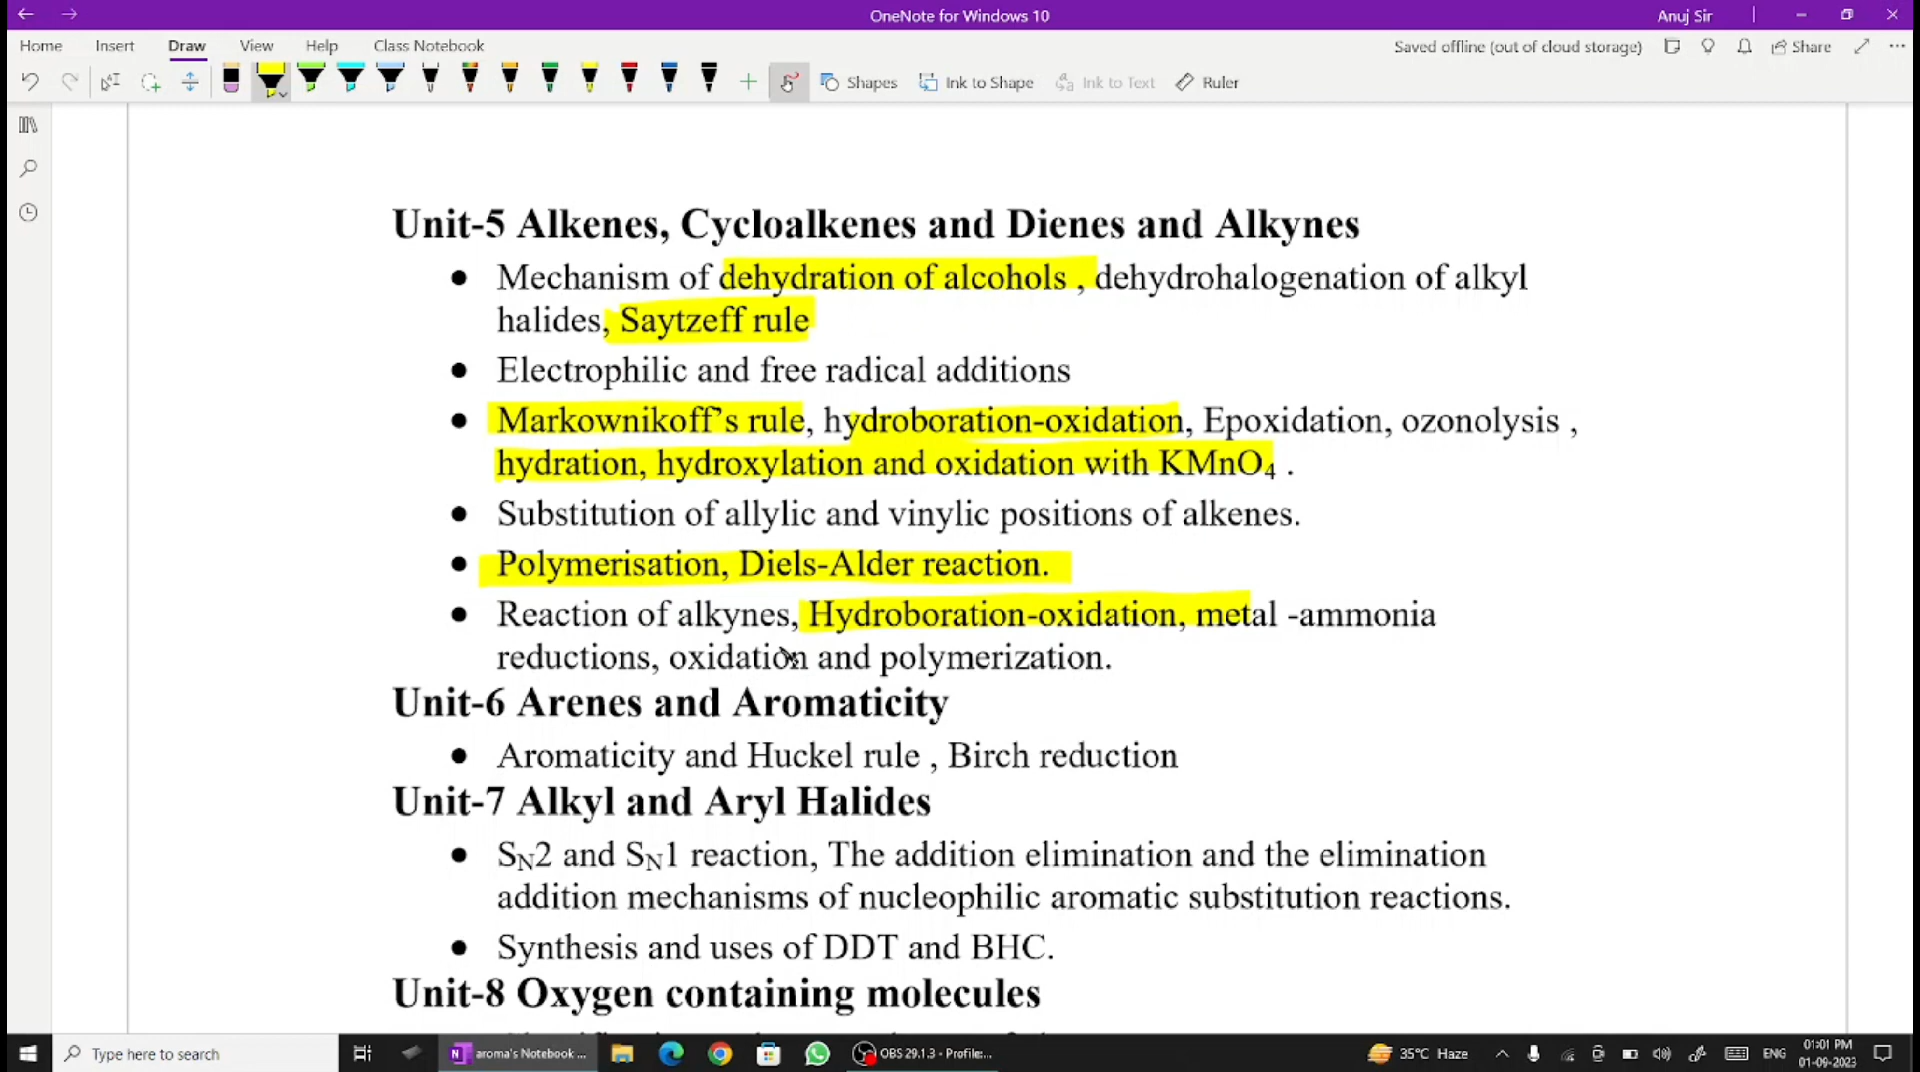 OneNote for Windows 10
Anuj Sir
Home Insert Draw View Help Class Notebook
Saved offline (out of cloud storage) Share
Shapes Ink to Shape Ink to Text Ruler
Unit-5 Alkenes, Cycloalkenes and Dienes and Alkynes
● Mechanism of dehydration of alcohols , dehydrohalogenation of alkyl
halides, Saytzeff rule
● Electrophilic and free radical additions
● Markownikoff’s rule, hydroboration-oxidation, Epoxidation, ozonolysis ,
hydration, hydroxylation and oxidation with KMnO₄ .
● Substitution of allylic and vinylic positions of alkenes.
● Polymerisation, Diels-Alder reaction.
● Reaction of alkynes, Hydroboration-oxidation, metal -ammonia
reductions, oxidation and polymerization.
Unit-6 Arenes and Aromaticity
● Aromaticity and Huckel rule , Birch reduction
Unit-7 Alkyl and Aryl Halides
● SN2 and SN1 reaction, The addition elimination and the elimination
addition mechanisms of nucleophilic aromatic substitution reactions.
● Synthesis and uses of DDT and BHC.
Unit-8 Oxygen containing molecules
Type here to search
aroma's Notebook ...
OBS 29.1.3 - Profile:...
35°C Haze
ENG
01:01 PM
01-09-2023